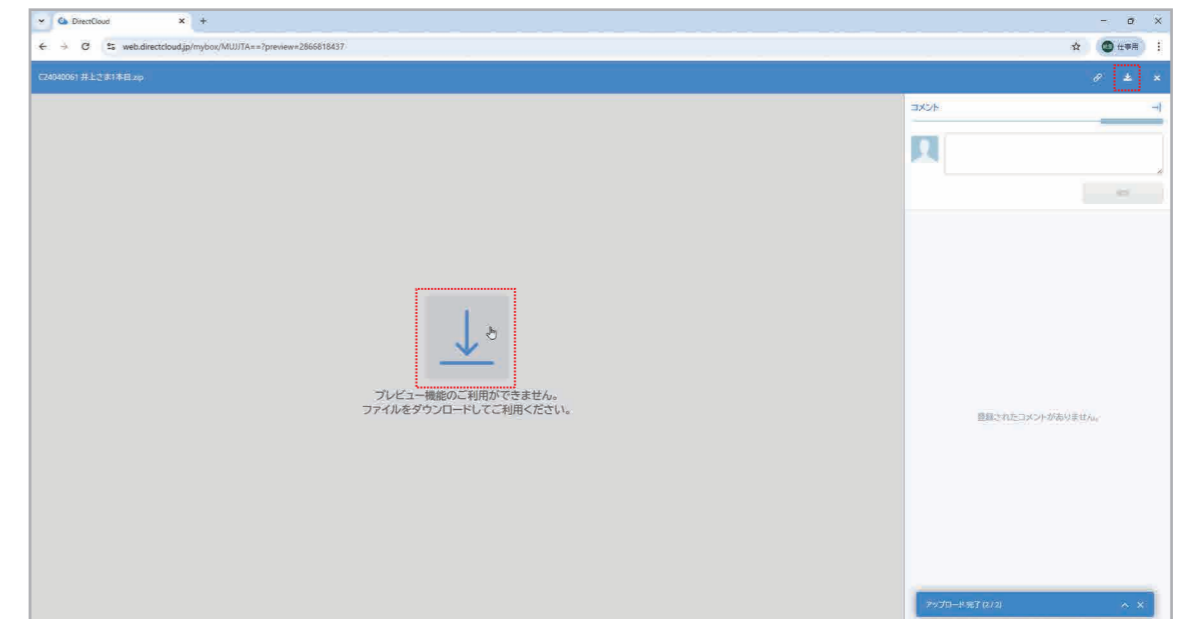 DirectCloud
web.directcloud.jp/mybox/MUJJTA==?preview=2866818437
仕事用
C24040061 井上さま1本目.zip
コメント
プレビュー機能のご利用ができません。
ファイルをダウンロードしてご利用ください。
登録されたコメントがありません。
アップロード完了 (2/2)